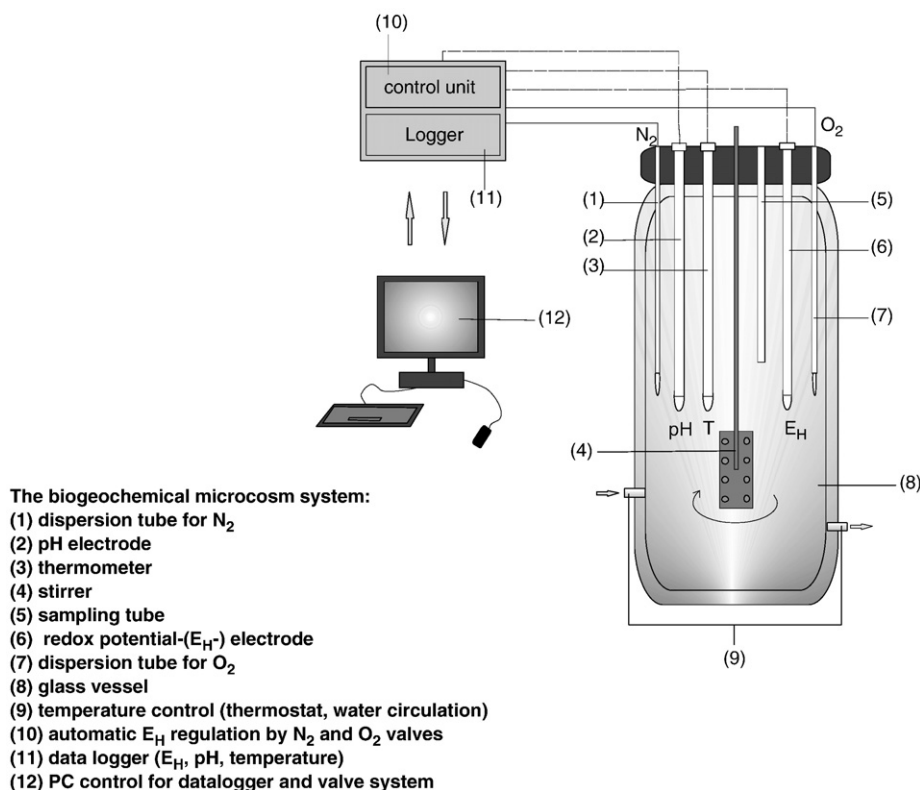 (10)
control unit
Logger
(11)
N₂
O₂
(1)
(2)
(3)
(5)
(6)
(7)
(12)
pH T E_H
(4)
(8)
(9)
The biogeochemical microcosm system:
(1) dispersion tube for N₂
(2) pH electrode
(3) thermometer
(4) stirrer
(5) sampling tube
(6) redox potential-(E_H-) electrode
(7) dispersion tube for O₂
(8) glass vessel
(9) temperature control (thermostat, water circulation)
(10) automatic E_H regulation by N₂ and O₂ valves
(11) data logger (E_H, pH, temperature)
(12) PC control for datalogger and valve system